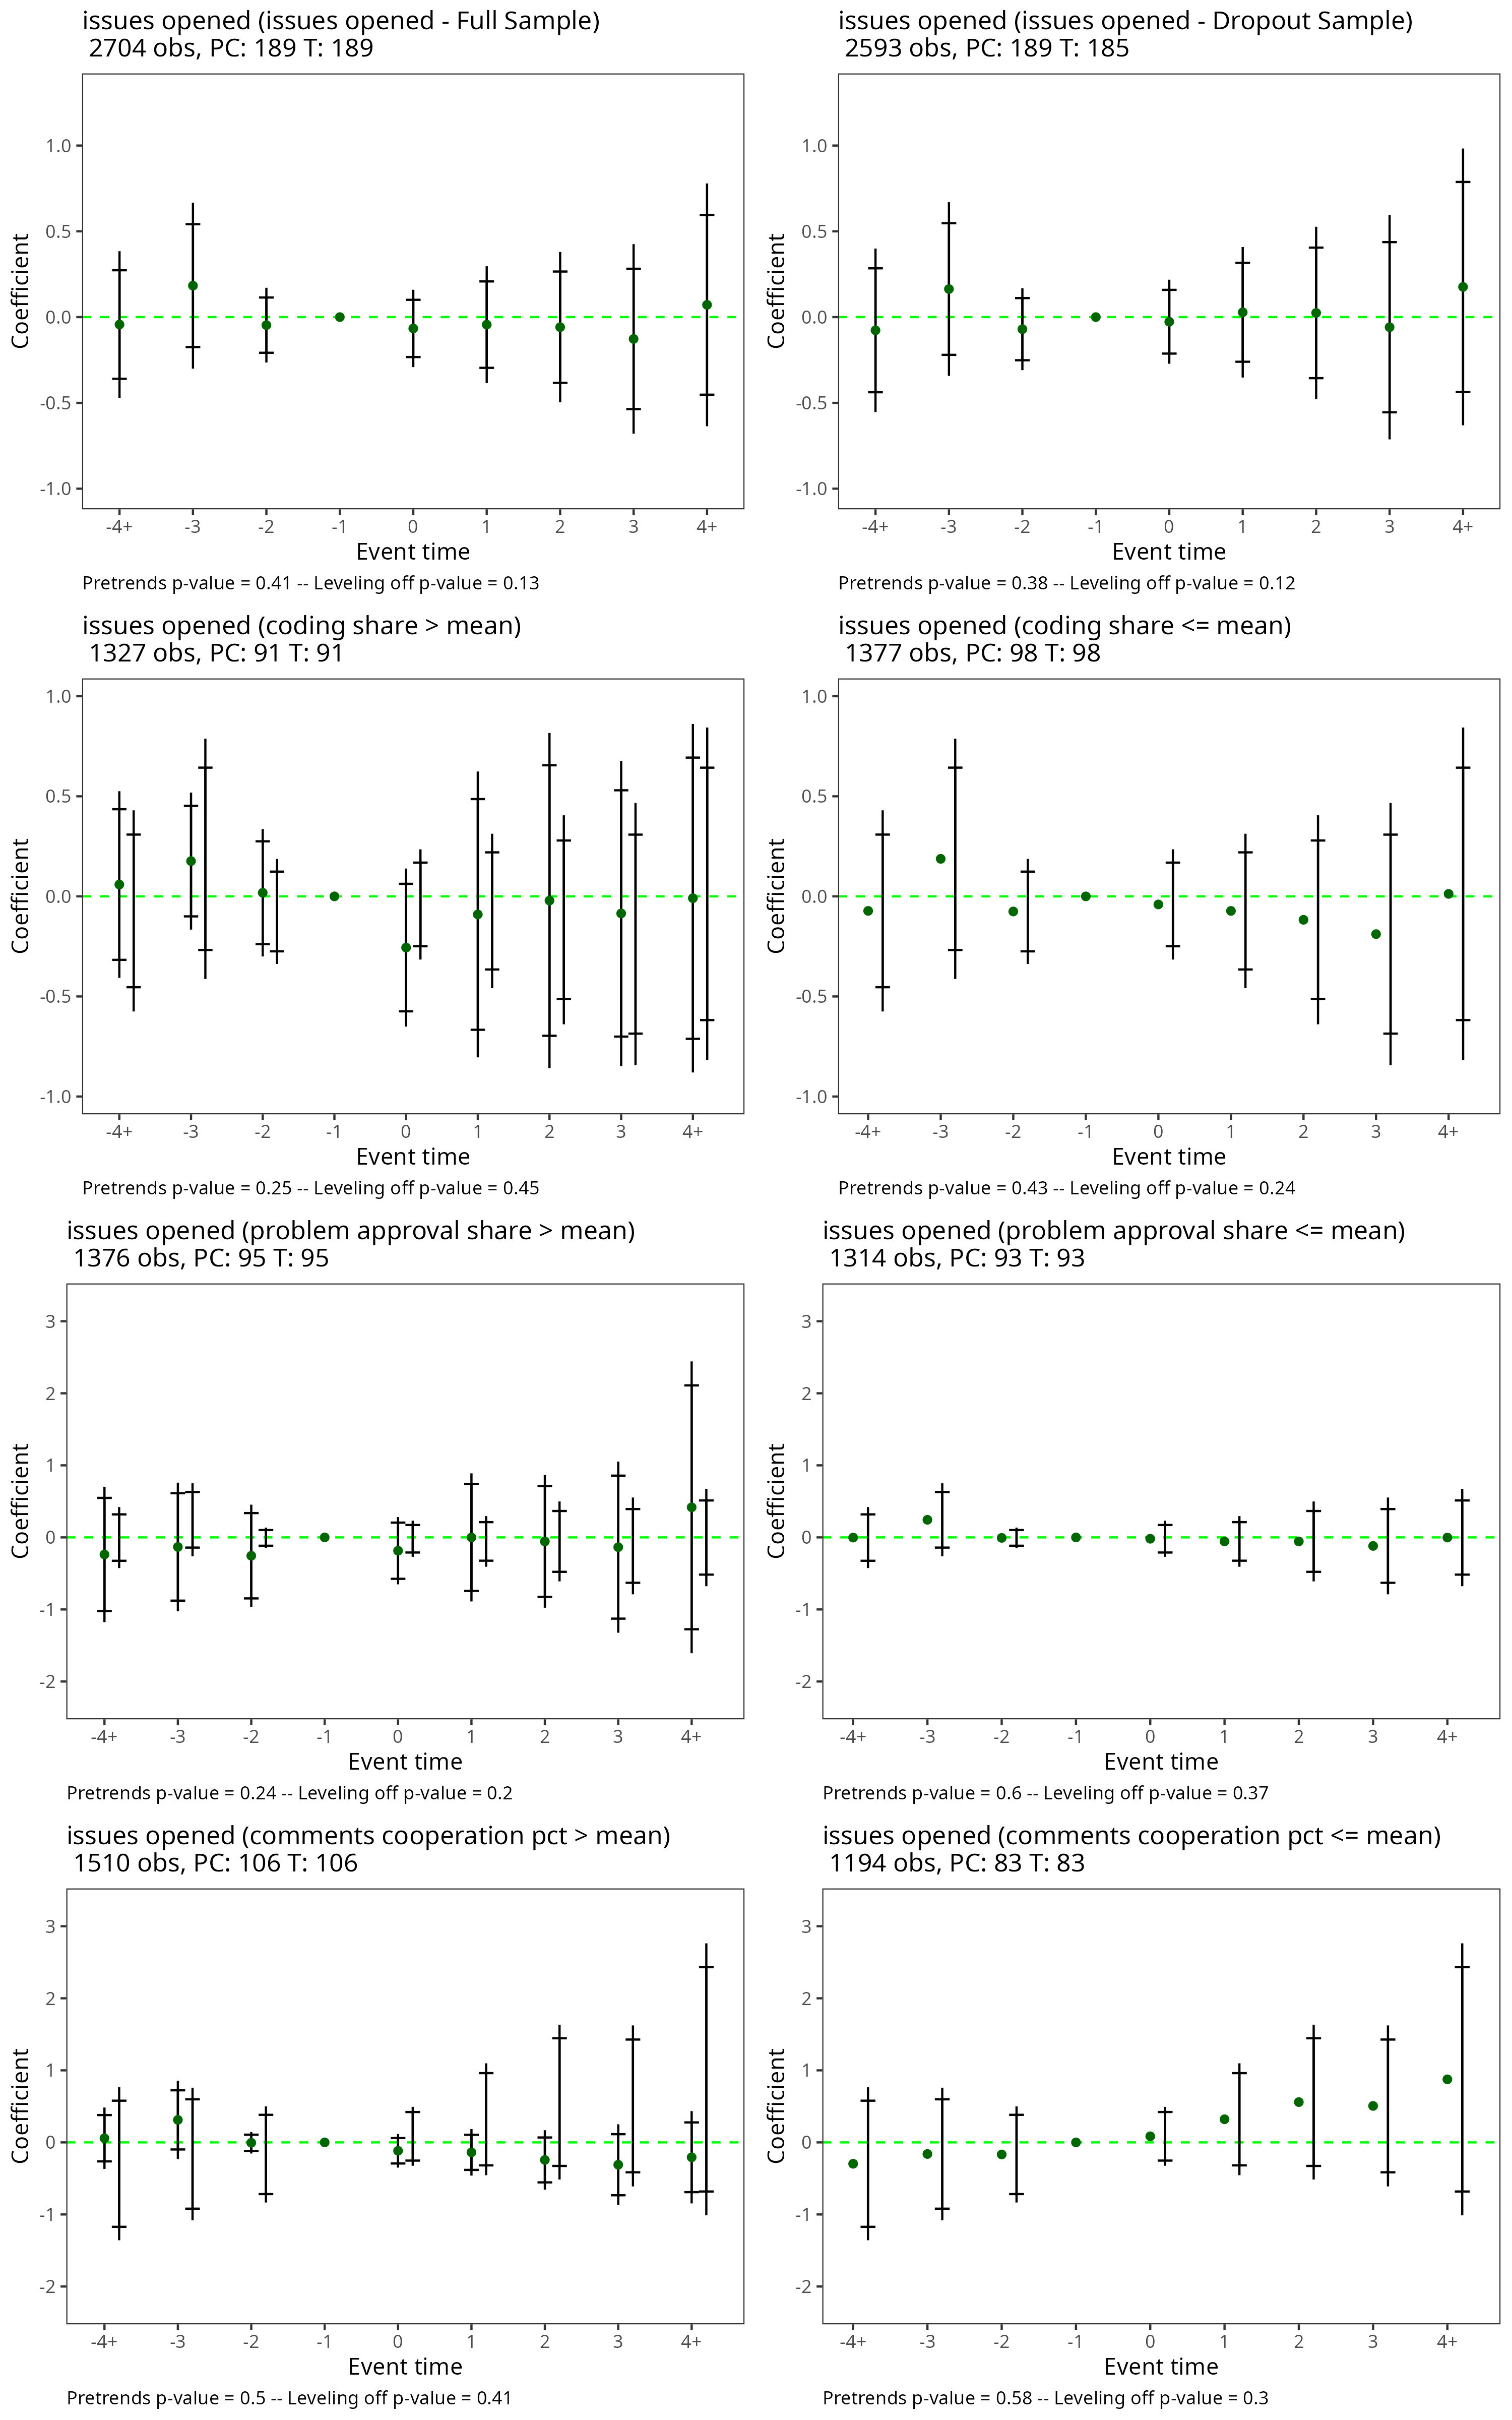 issues opened (issues opened - Full Sample)
2704 obs, PC: 189 T: 189
1.0
0.5
0.0
-0.5
-1.0
Coefficient
-4+ -3 -2 -1 0 1 2 3 4+
Event time
Pretrends p-value = 0.41 -- Leveling off p-value = 0.13
issues opened (issues opened - Dropout Sample)
2593 obs, PC: 189 T: 185
1.0
0.5
0.0
-0.5
-1.0
Coefficient
-4+ -3 -2 -1 0 1 2 3 4+
Event time
Pretrends p-value = 0.38 -- Leveling off p-value = 0.12
issues opened (coding share > mean)
1327 obs, PC: 91 T: 91
1.0
0.5
0.0
-0.5
-1.0
Coefficient
-4+ -3 -2 -1 0 1 2 3 4+
Event time
Pretrends p-value = 0.25 -- Leveling off p-value = 0.45
issues opened (coding share <= mean)
1377 obs, PC: 98 T: 98
1.0
0.5
0.0
-0.5
-1.0
Coefficient
-4+ -3 -2 -1 0 1 2 3 4+
Event time
Pretrends p-value = 0.43 -- Leveling off p-value = 0.24
issues opened (problem approval share > mean)
1376 obs, PC: 95 T: 95
3
2
1
0
-1
-2
Coefficient
-4+ -3 -2 -1 0 1 2 3 4+
Event time
Pretrends p-value = 0.24 -- Leveling off p-value = 0.2
issues opened (problem approval share <= mean)
1314 obs, PC: 93 T: 93
3
2
1
0
-1
-2
Coefficient
-4+ -3 -2 -1 0 1 2 3 4+
Event time
Pretrends p-value = 0.6 -- Leveling off p-value = 0.37
issues opened (comments cooperation pct > mean)
1510 obs, PC: 106 T: 106
3
2
1
0
-1
-2
Coefficient
-4+ -3 -2 -1 0 1 2 3 4+
Event time
Pretrends p-value = 0.5 -- Leveling off p-value = 0.41
issues opened (comments cooperation pct <= mean)
1194 obs, PC: 83 T: 83
3
2
1
0
-1
-2
Coefficient
-4+ -3 -2 -1 0 1 2 3 4+
Event time
Pretrends p-value = 0.58 -- Leveling off p-value = 0.3